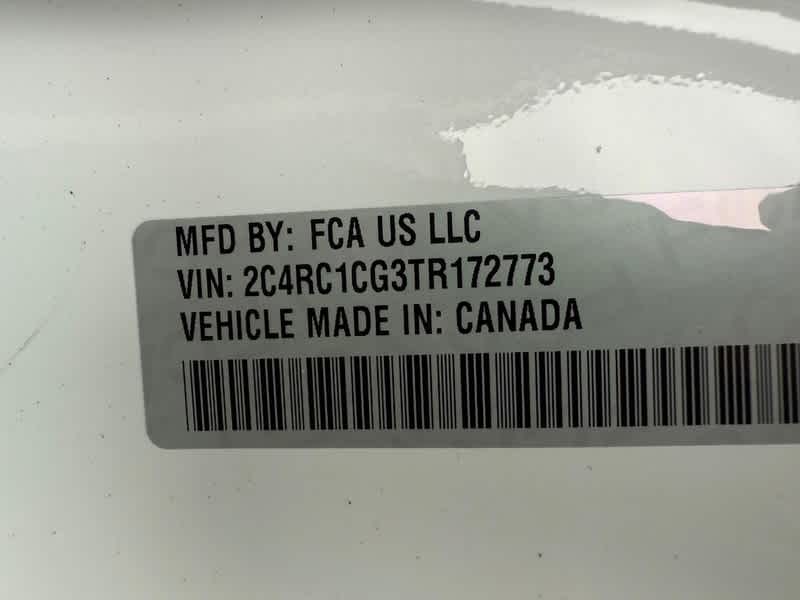 MFD BY: FCA US LLC
VIN: 2C4RC1CG3TR172773
VEHICLE MADE IN: CANADA